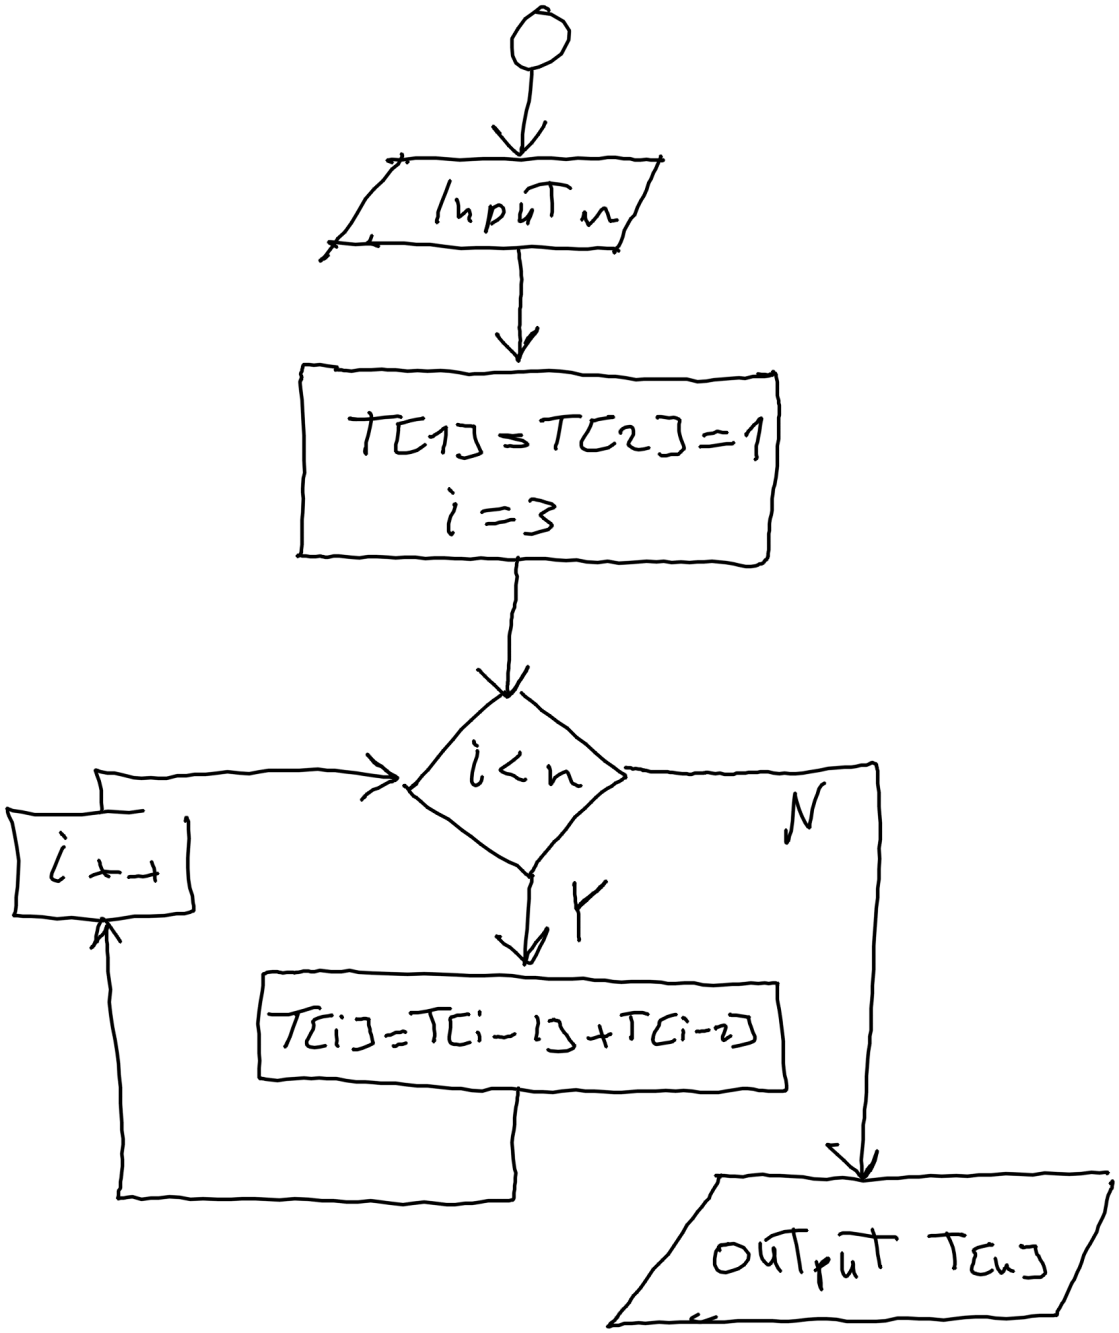 InpuT n
T[1]=T[2]=1
i=3
i<n
N
i++
Y
T[i]=T[i-1]+T[i-2]
OuTpuT T[n]